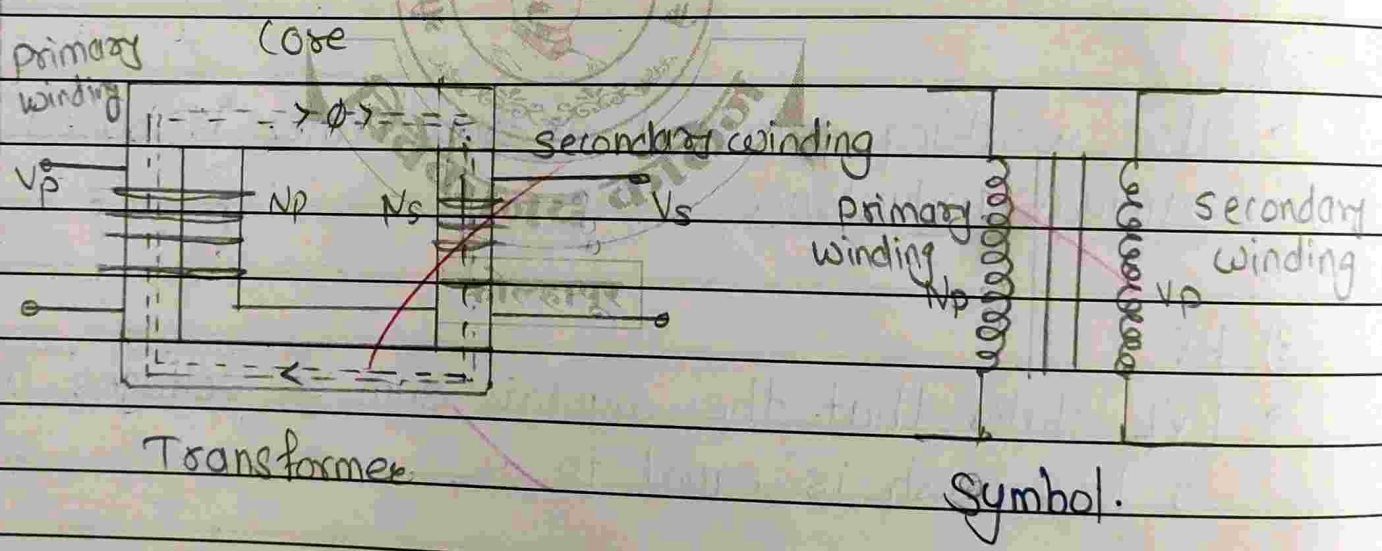 Core
primary
winding
ϕ
secondary winding
Vp
Np
Ns
Vs
Transformer
primary
winding
Np
Vp
secondary
winding
Symbol.
कोल्हापूर